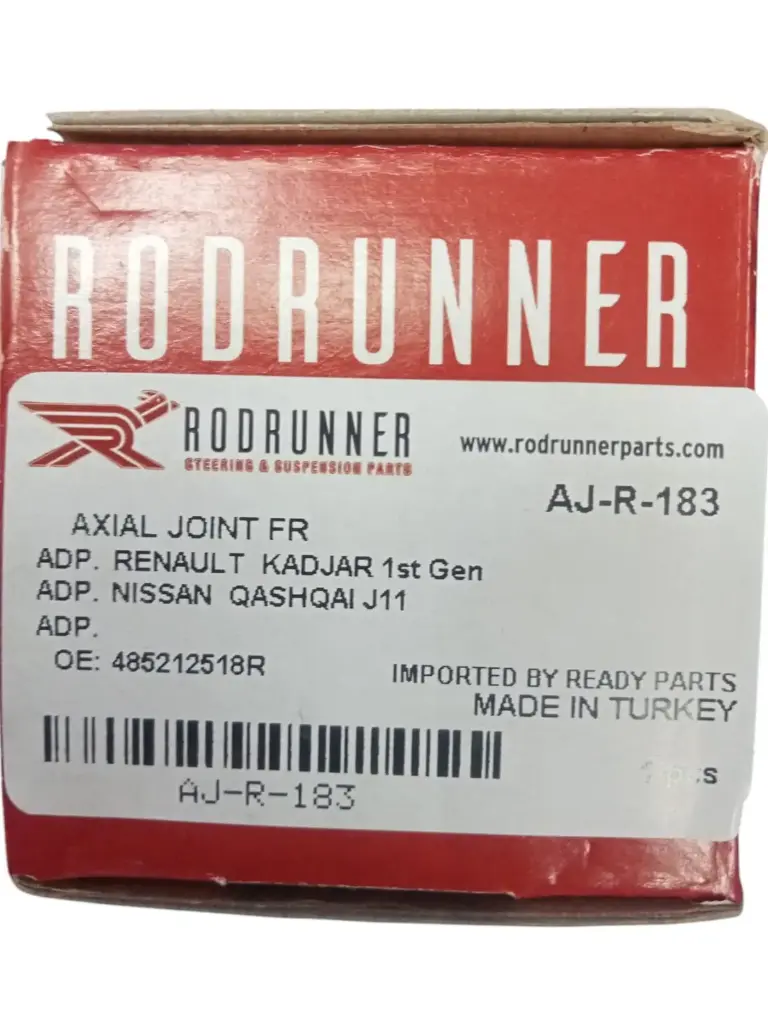 RODRUNNER
RODRUNNER
STEERING & SUSPENSION PARTS
www.rodrunnerparts.com
AJ-R-183
AXIAL JOINT FR
ADP. RENAULT KADJAR 1st Gen
ADP. NISSAN QASHQAI J11
ADP.
OE: 485212518R
IMPORTED BY READY PARTS
MADE IN TURKEY
AJ-R-183